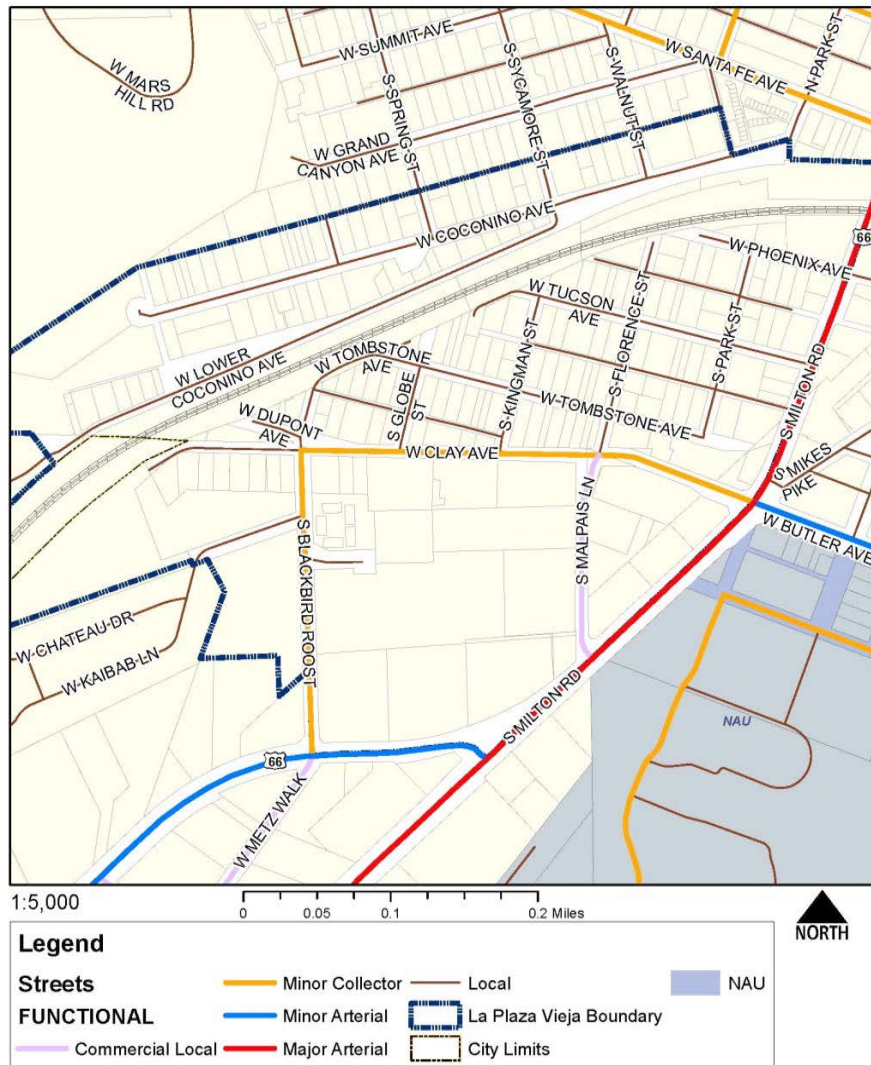 W SUMMIT AVE
W MARS
HILL RD
S SPRING ST
S SYCAMORE ST
S WALNUT ST
W SANTA FE AVE
N PARK ST
W GRAND
CANYON AVE
W COCONINO AVE
66
W PHOENIX AVE
W TUCSON
AVE
S FLORENCE ST
S PARK ST
S MILTON RD
W LOWER
COCONINO AVE
W TOMBSTONE
AVE
S GLOBE
ST
S KINGMAN ST
W TOMBSTONE AVE
W DUPONT
AVE
W CLAY AVE
S MIKES
PIKE
W BUTLER AVE
S MALPAIS LN
S BLACKBIRD ROOST
W CHATEAU DR
W KAIBAB LN
S MILTON RD
NAU
66
W METZ WALK
1:5,000
0 0.05 0.1 0.2 Miles
NORTH
Legend
Streets
FUNCTIONAL
Commercial Local
Minor Collector
Minor Arterial
Major Arterial
Local
La Plaza Vieja Boundary
City Limits
NAU